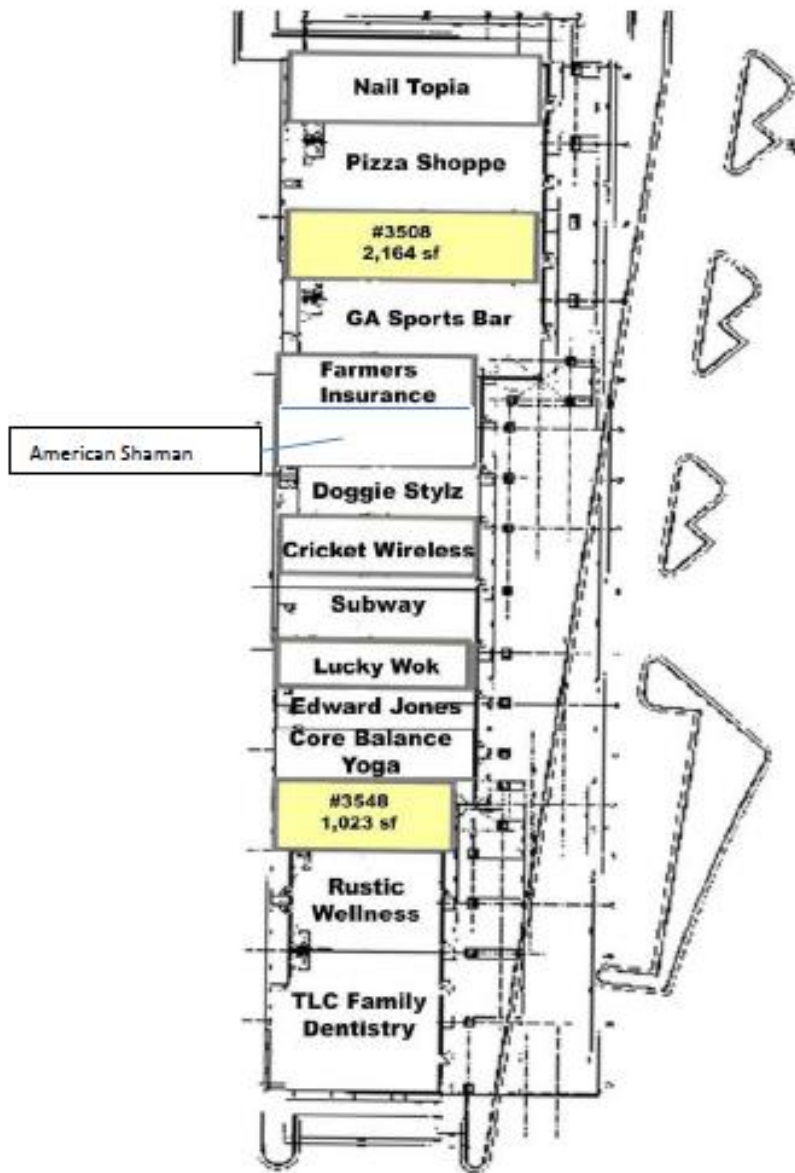 Nail Topia
Pizza Shoppe
#3508
2,164 sf
GA Sports Bar
Farmers
Insurance
American Shaman
Doggie Stylz
Cricket Wireless
Subway
Lucky Wok
Edward Jones
Core Balance
Yoga
#3548
1,023 sf
Rustic
Wellness
TLC Family
Dentistry